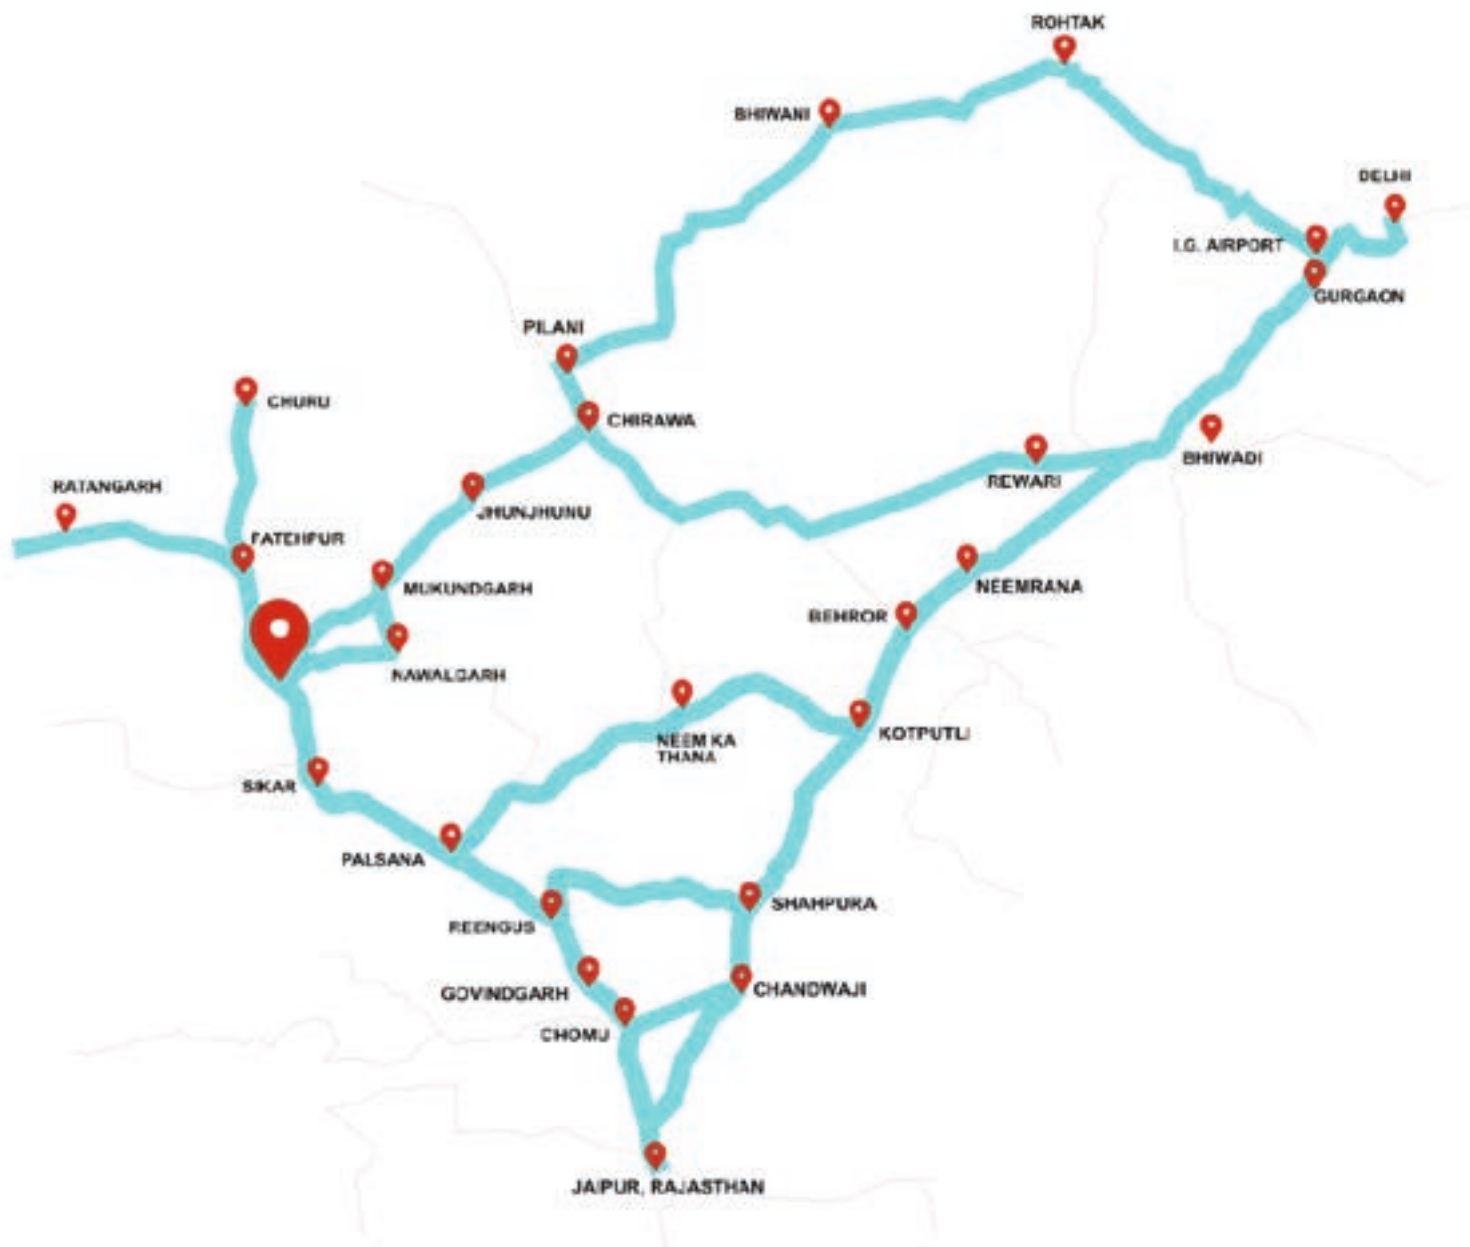 ROHTAK
BHIWANI
DELHI
I.G. AIRPORT
GURGAON
PILANI
CHURU
CHIRAWA
BHIWADI
REWARI
RATANGARH
JHUNJHUNU
FATEHPUR
MUKUNDGARH
NEEMRANA
BEHROR
NAWALGARH
KOTPUTLI
NEEM KA
THANA
SIKAR
PALSANA
SHAHPURA
REENGUS
GOVINDGARH
CHANDWAJI
CHOMU
JAIPUR, RAJASTHAN